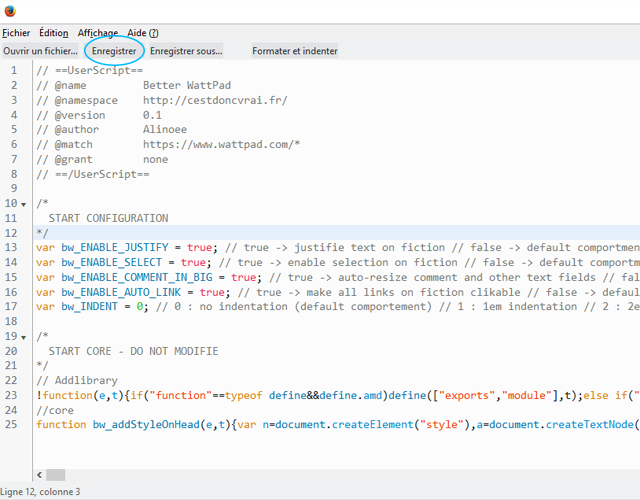 Fichier Édition Affichage Aide (?)
Ouvrir un fichier... Enregistrer Enregistrer sous... Formater et indenter
1 // ==UserScript==
2 // @name Better WattPad
3 // @namespace http://cestdoncvrai.fr/
4 // @version 0.1
5 // @author Alinoee
6 // @match https://www.wattpad.com/*
7 // @grant none
8 // ==/UserScript==
9
10 /*
11 START CONFIGURATION
12 */
13 var bw_ENABLE_JUSTIFY = true; // true -> justifie text on fiction // false -> default comportmen
14 var bw_ENABLE_SELECT = true; // true -> enable selection on fiction // false -> default comportm
15 var bw_ENABLE_COMMENT_IN_BIG = true; // true -> auto-resize comment and other text fields // fal
16 var bw_ENABLE_AUTO_LINK = true; // true -> make all links on fiction clikable // false -> defaul
17 var bw_INDENT = 0; // 0 : no indentation (default comportement) // 1 : 1em indentation // 2 : 2e
18
19 /*
20 START CORE - DO NOT MODIFIE
21 */
22 // Addlibrary
23 !function(e,t){if("function"==typeof define&&define.amd)define(["exports","module"],t);else if("
24 //core
25 function bw_addStyleOnHead(e,t){var n=document.createElement("style"),a=document.createTextNode(
Ligne 12, colonne 3